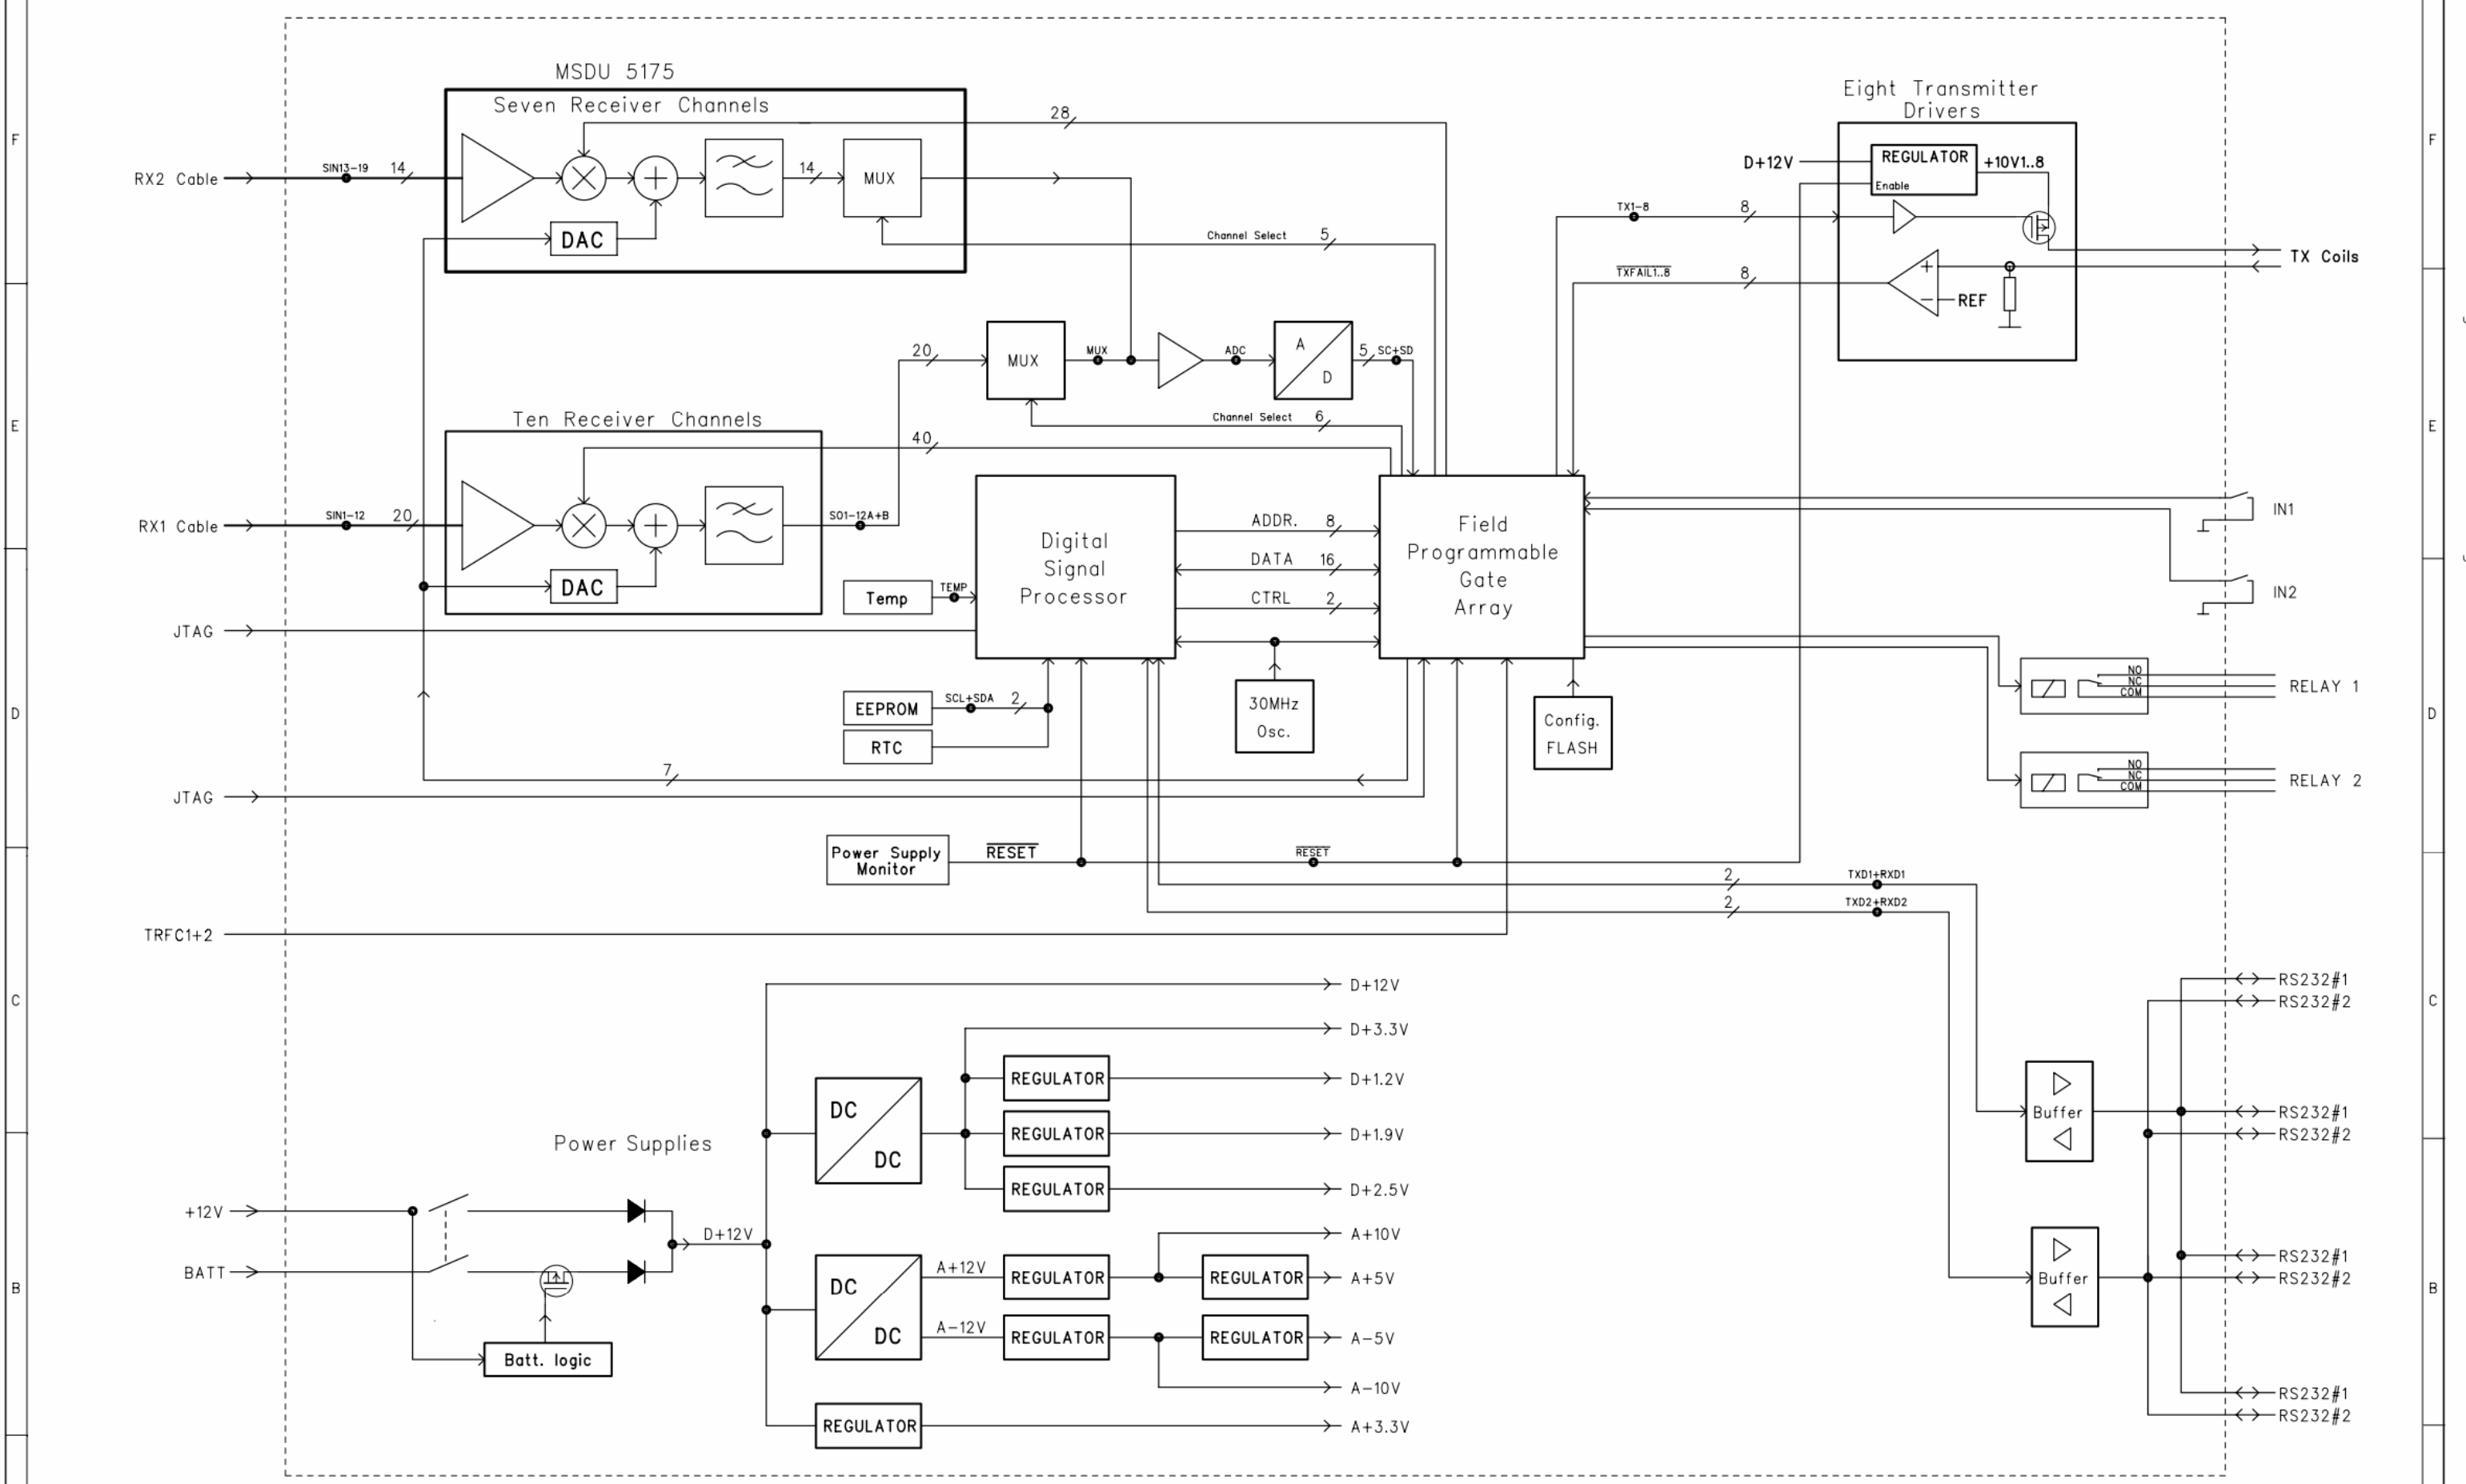 MSDU 5175
Seven Receiver Channels
28
Eight Transmitter
Drivers
F
F
D+12V
REGULATOR
+10V1..8
Enable
RX2 Cable
SIN13-19
14
14
MUX
DAC
Channel Select
5
TX1-8
8
TXFAIL1..8
8
TX Coils
REF
20
MUX
MUX
ADC
A
D
5
SC+SD
E
E
Ten Receiver Channels
Channel Select
6
40
RX1 Cable
SIN1-12
20
SO1-12A+B
DAC
Digital
Signal
Processor
ADDR.
8
DATA
16
CTRL
2
Field
Programmable
Gate
Array
IN1
IN2
Temp
TEMP
JTAG
EEPROM
SCL+SDA
2
RTC
30MHz
Osc.
Config.
FLASH
NO
NC
COM
RELAY 1
D
D
7
NO
NC
COM
RELAY 2
JTAG
Power Supply
Monitor
RESET
RESET
2
TXD1+RXD1
2
TXD2+RXD2
TRFC1+2
C
C
D+12V
D+3.3V
REGULATOR
D+1.2V
DC
DC
REGULATOR
D+1.9V
REGULATOR
D+2.5V
RS232#1
RS232#2
Buffer
RS232#1
RS232#2
Power Supplies
+12V
D+12V
BATT
Batt. logic
A+10V
DC
DC
A+12V
REGULATOR
REGULATOR
A+5V
A-12V
REGULATOR
REGULATOR
A-5V
A-10V
REGULATOR
A+3.3V
B
B
Buffer
RS232#1
RS232#2
RS232#1
RS232#2